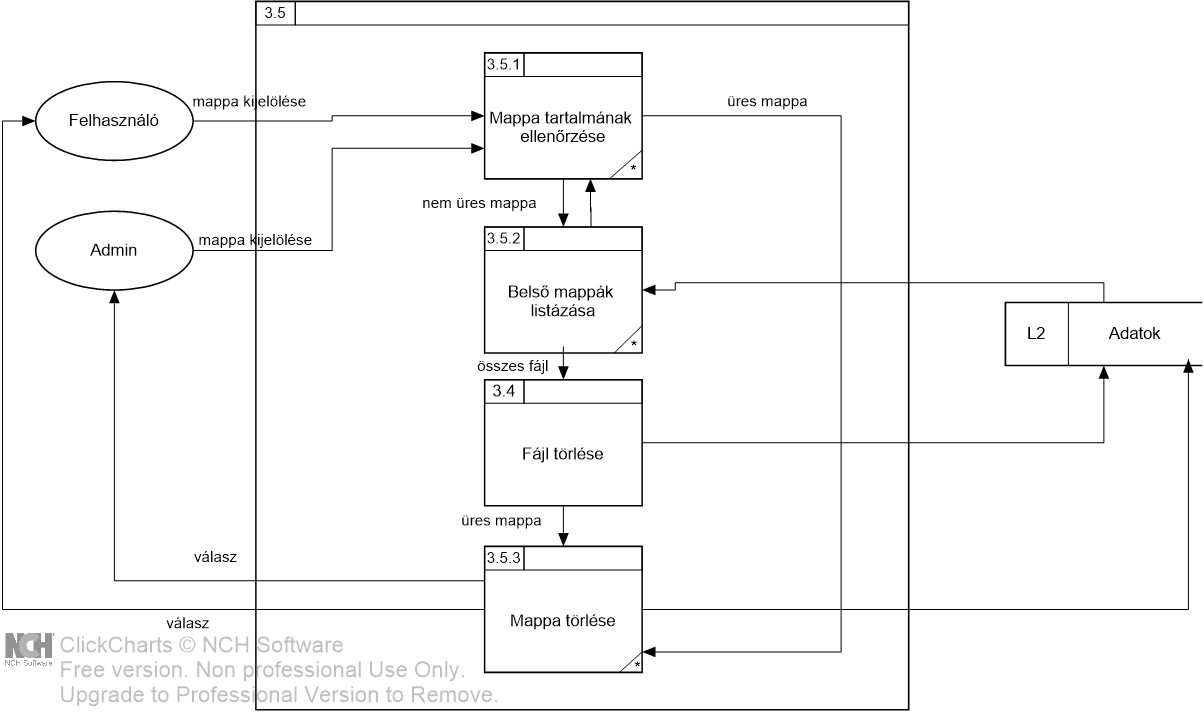 3.5
3.5.1
mappa kijelölése
üres mappa
Felhasználó
Mappa tartalmának
ellenőrzése
*
nem üres mappa
Admin
mappa kijelölése
3.5.2
Belső mappák
listázása
*
L2
Adatok
összes fájl
3.4
Fájl törlése
üres mappa
válasz
3.5.3
Mappa törlése
*
válasz
NCH
NCH Software
ClickCharts © NCH Software
Free version. Non professional Use Only.
Upgrade to Professional Version to Remove.